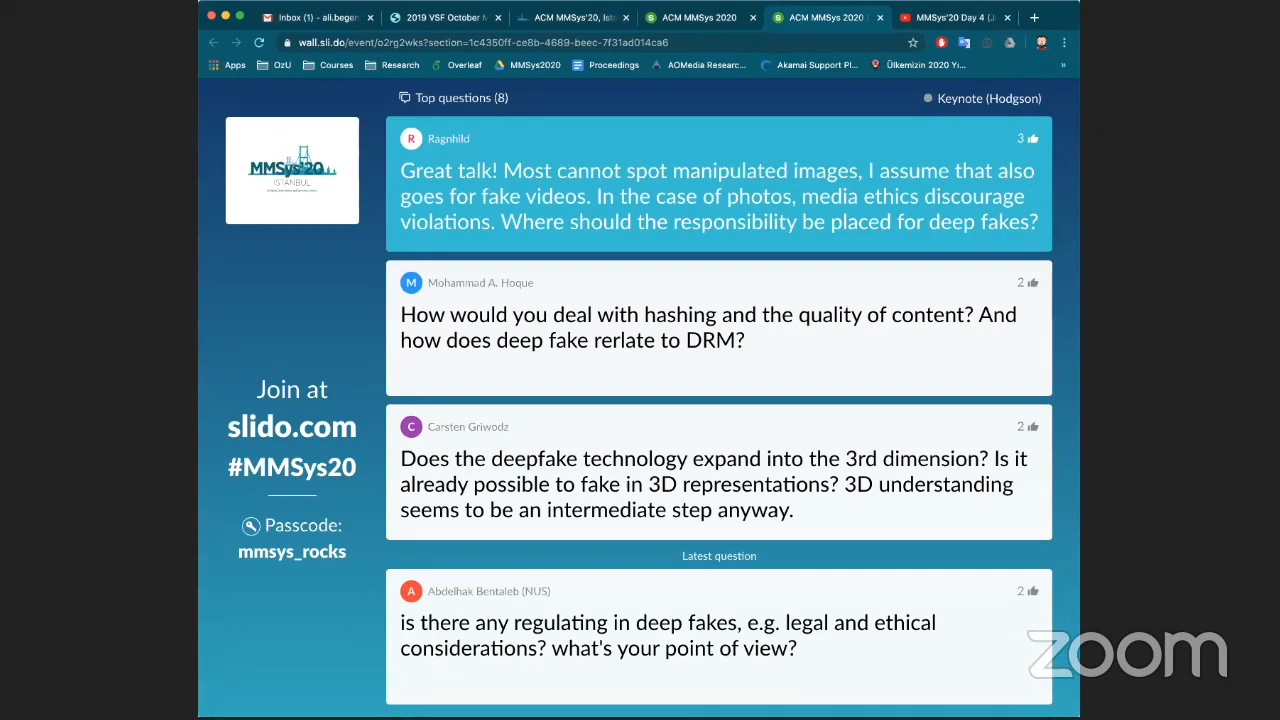 Inbox (1) - ali.begen
2019 VSF October M
ACM MMSys'20, Ista
ACM MMSys 2020
ACM MMSys 2020
MMSys'20 Day 4 (J
wall.sli.do/event/o2rg2wks?section=1c4350ff-ce8b-4689-beec-7f31ad014ca6
Apps OzU Courses Research Overleaf MMSys2020 Proceedings AOMedia Researc... Akamai Support Pl... Ülkemizin 2020 Yı... »
Top questions (8)
Keynote (Hodgson)
MMSys'20
ISTANBUL
Join at
slido.com
#MMSys20
Passcode:
mmsys_rocks
R Ragnhild 3
Great talk! Most cannot spot manipulated images, I assume that also
goes for fake videos. In the case of photos, media ethics discourage
violations. Where should the responsibility be placed for deep fakes?
M Mohammad A. Hoque 2
How would you deal with hashing and the quality of content? And
how does deep fake rerlate to DRM?
C Carsten Griwodz 2
Does the deepfake technology expand into the 3rd dimension? Is it
already possible to fake in 3D representations? 3D understanding
seems to be an intermediate step anyway.
Latest question
A Abdelhak Bentaleb (NUS) 2
is there any regulating in deep fakes, e.g. legal and ethical
considerations? what's your point of view?
zoom